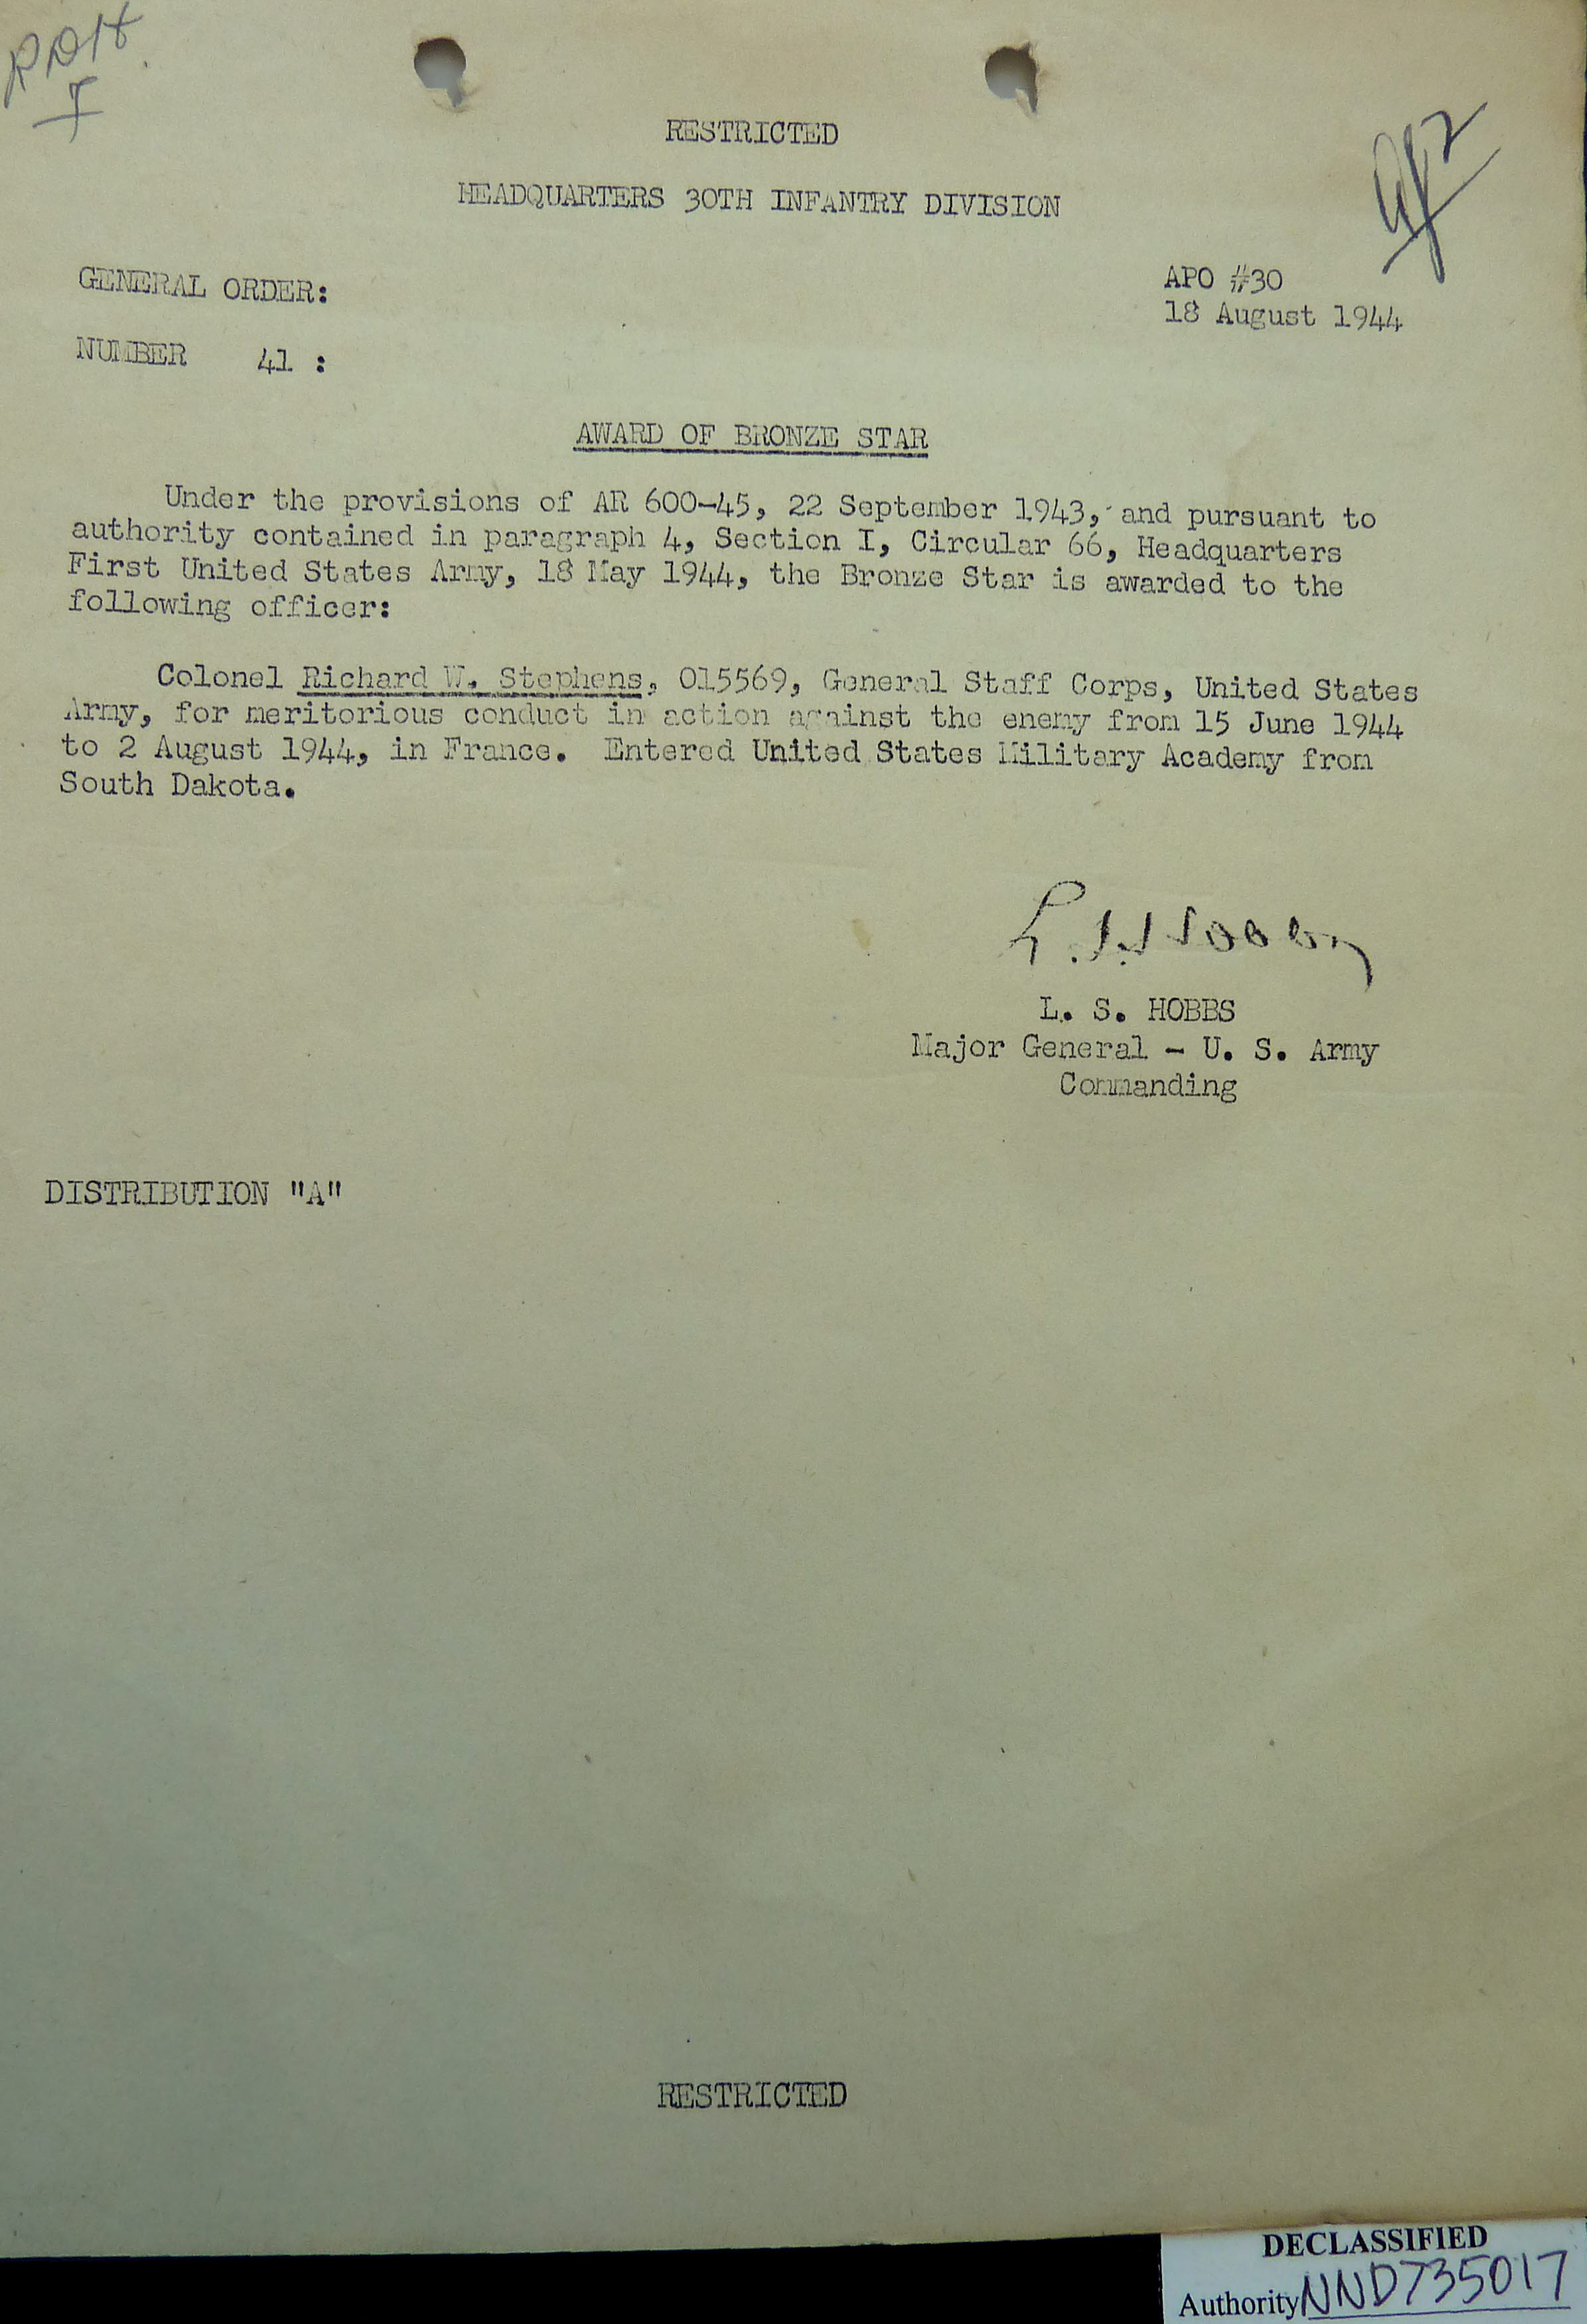 RESTRICTED
HEADQUARTERS 30TH INFANTRY DIVISION
GENERAL ORDER:
APO #30
18 August 1944
NUMBER 41 :
AWARD OF BRONZE STAR
Under the provisions of AR 600-45, 22 September 1943, and pursuant to
authority contained in paragraph 4, Section I, Circular 66, Headquarters
First United States Army, 18 May 1944, the Bronze Star is awarded to the
following officer:
Colonel Richard W. Stephens, O15569, General Staff Corps, United States
Army, for meritorious conduct in action against the enemy from 15 June 1944
to 2 August 1944, in France. Entered United States Military Academy from
South Dakota.
L. S. HOBBS
Major General - U. S. Army
Commanding
DISTRIBUTION "A"
RESTRICTED
DECLASSIFIED
Authority NND735017